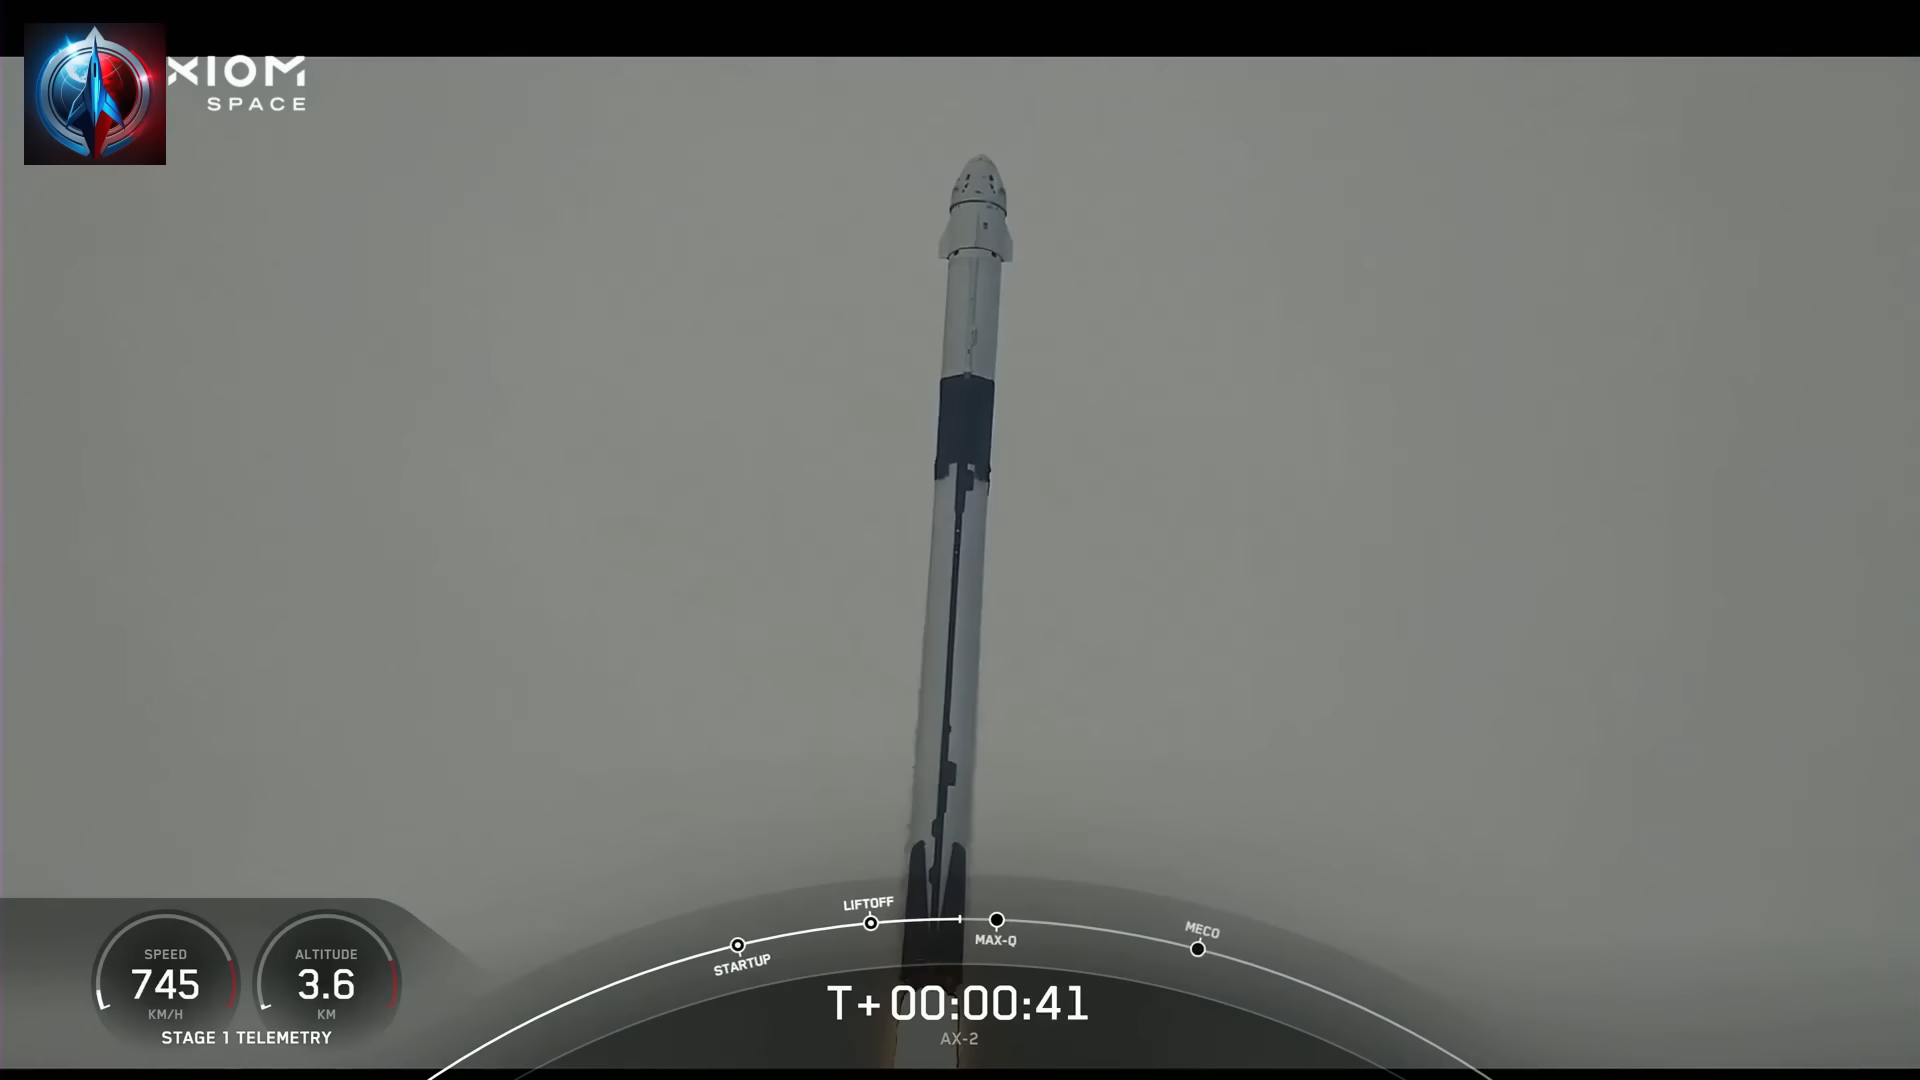 XIOM
SPACE
LIFTOFF
MECO
MAX-Q
STARTUP
SPEED
745
KM/H
ALTITUDE
3.6
KM
STAGE 1 TELEMETRY
T+00:00:41
AX-2